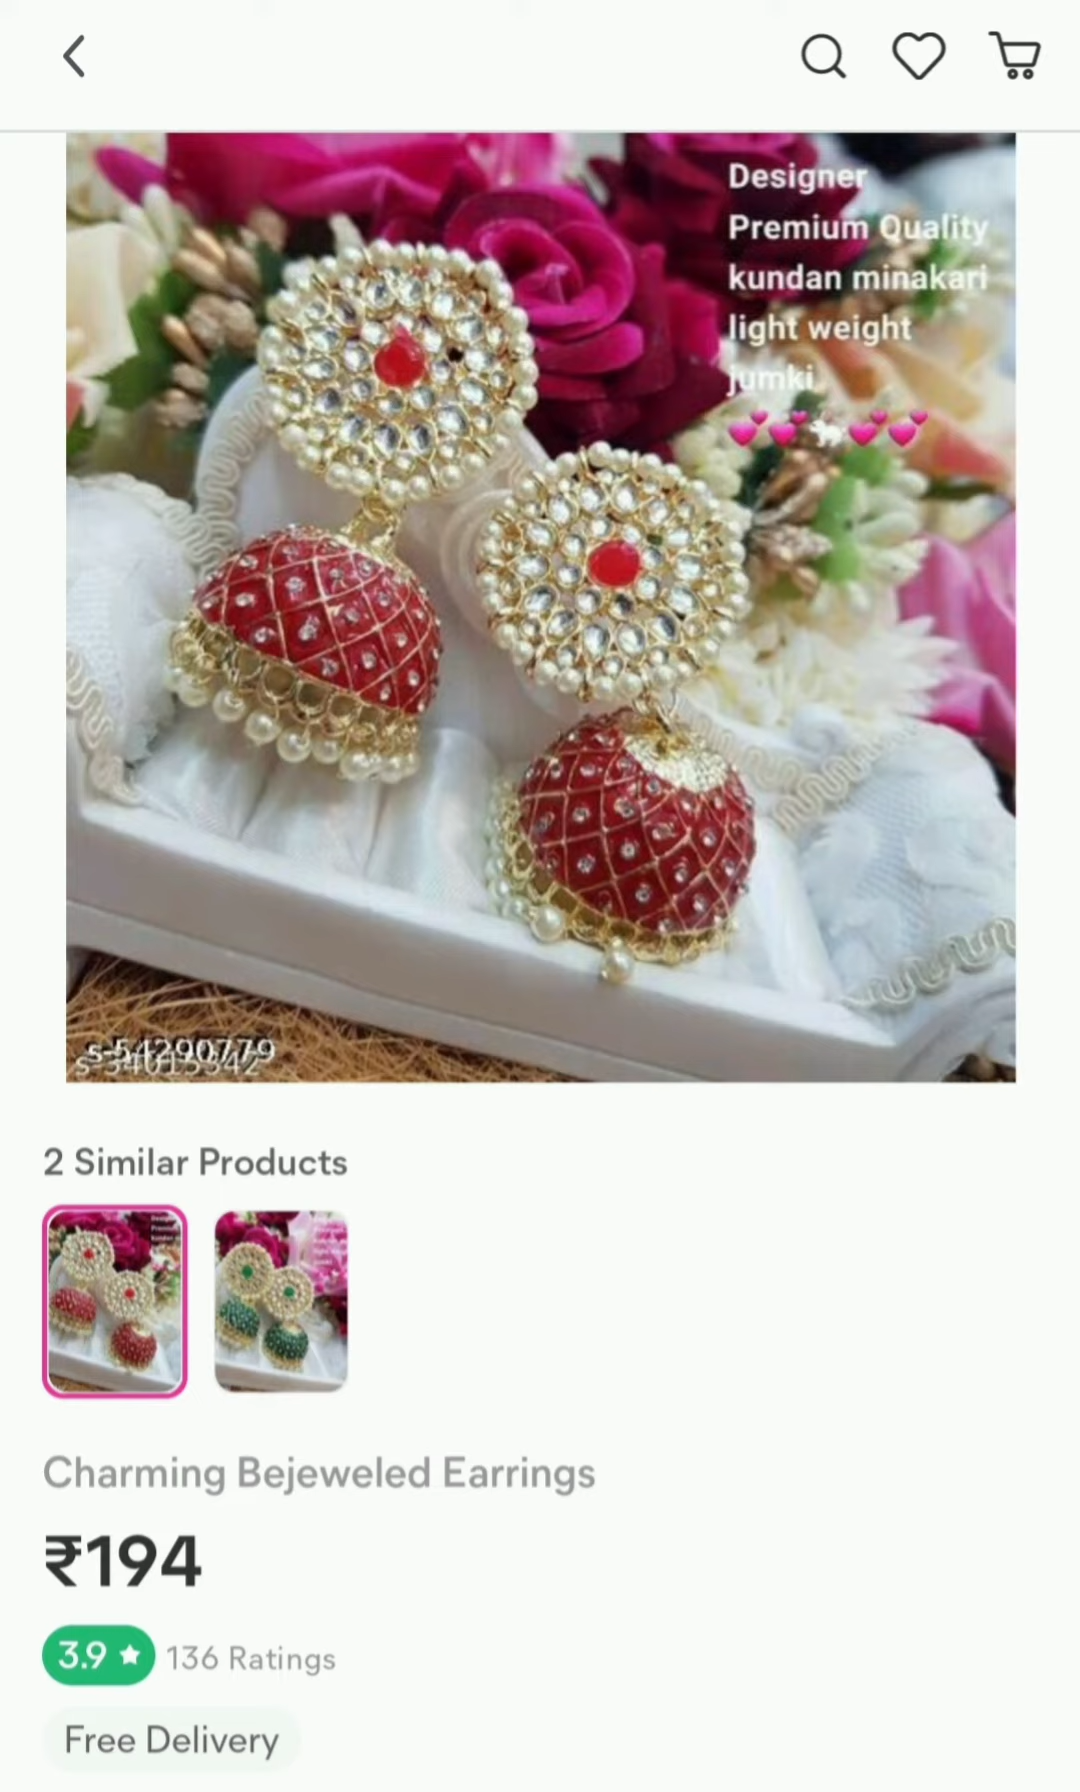 Designer
Premium Quality
kundan minakari
light weight
jumki
s-54290779
2 Similar Products
Charming Bejeweled Earrings
₹194
3.9 ★ 136 Ratings
Free Delivery